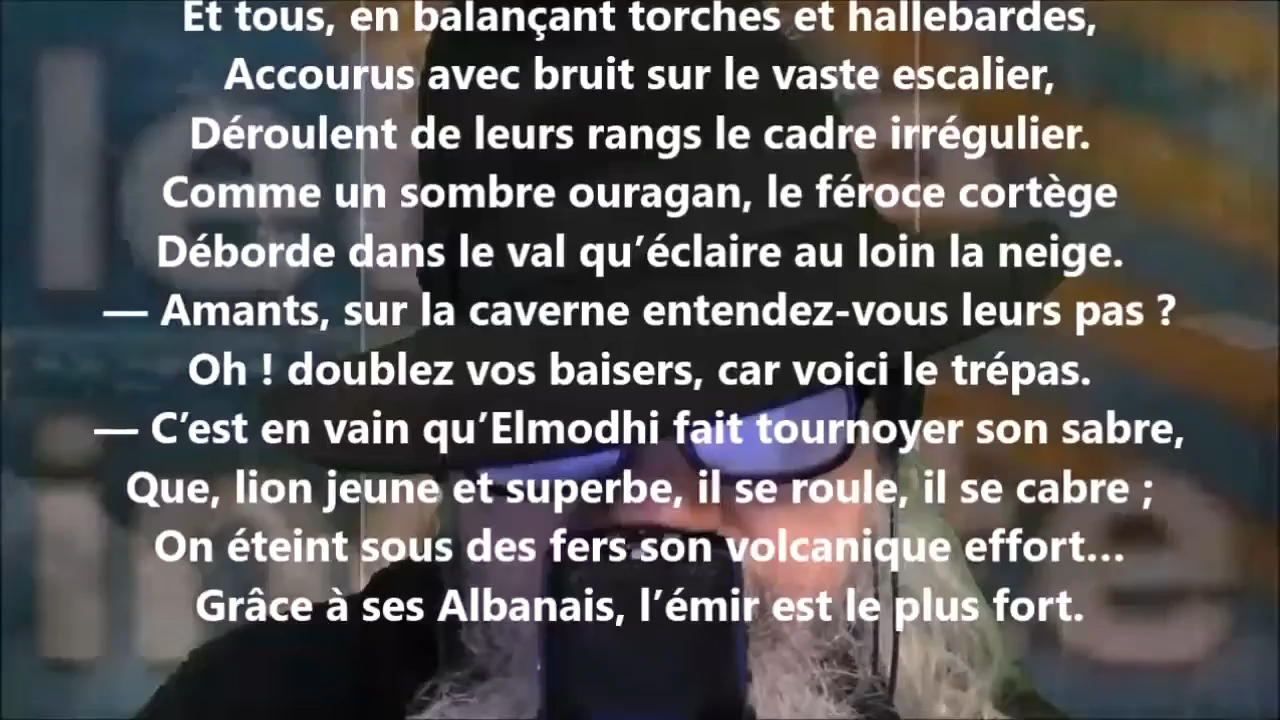 Et tous, en balançant torches et hallebardes,
Accourus avec bruit sur le vaste escalier,
Déroulent de leurs rangs le cadre irrégulier.
Comme un sombre ouragan, le féroce cortège
Déborde dans le val qu’éclaire au loin la neige.
— Amants, sur la caverne entendez-vous leurs pas ?
Oh ! doublez vos baisers, car voici le trépas.
— C’est en vain qu’Elmodhi fait tournoyer son sabre,
Que, lion jeune et superbe, il se roule, il se cabre ;
On éteint sous des fers son volcanique effort…
Grâce à ses Albanais, l’émir est le plus fort.